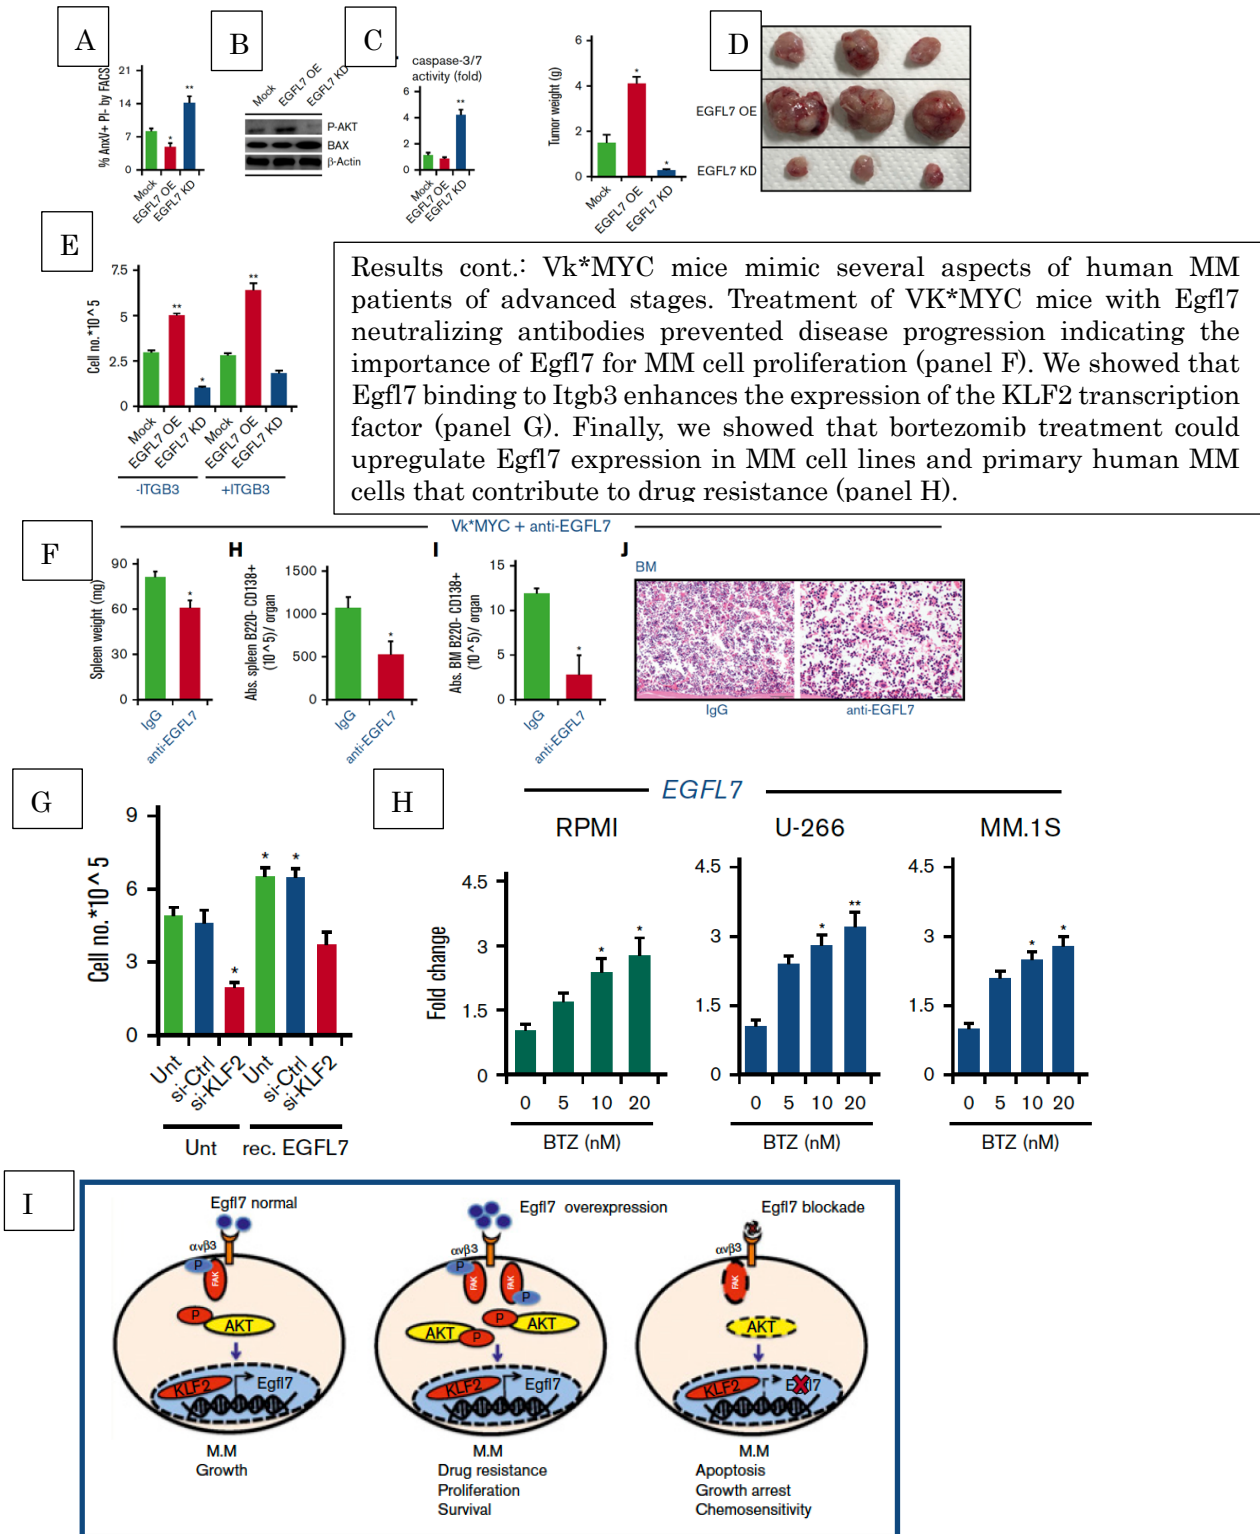 A
B
C
D
21
14
7
0
% AnxV+ PI- by FACS
*
**
Mock
EGFL7 OE
EGFL7 KD
Mock
EGFL7 OE
EGFL7 KD
P-AKT
BAX
β-Actin
caspase-3/7
activity (fold)
6
4
2
0
**
Mock
EGFL7 OE
EGFL7 KD
6
4
2
0
Tumor weight (g)
*
*
Mock
EGFL7 OE
EGFL7 KD
EGFL7 OE
EGFL7 KD
E
7.5
5
2.5
0
Cell no.*10^5
**
*
**
Mock
EGFL7 OE
EGFL7 KD
Mock
EGFL7 OE
EGFL7 KD
-ITGB3
+ITGB3
Results cont.: Vk*MYC mice mimic several aspects of human MM
patients of advanced stages. Treatment of VK*MYC mice with Egfl7
neutralizing antibodies prevented disease progression indicating the
importance of Egfl7 for MM cell proliferation (panel F). We showed that
Egfl7 binding to Itgb3 enhances the expression of the KLF2 transcription
factor (panel G). Finally, we showed that bortezomib treatment could
upregulate Egfl7 expression in MM cell lines and primary human MM
cells that contribute to drug resistance (panel H).
Vk*MYC + anti-EGFL7
F
90
60
30
0
Spleen weight (mg)
*
IgG
anti-EGFL7
H
1500
1000
500
0
Abs. spleen B220- CD138+
(10^5)/ organ
*
IgG
anti-EGFL7
I
15
10
5
0
Abs. BM B220- CD138+
(10^5)/ organ
*
IgG
anti-EGFL7
J
BM
IgG
anti-EGFL7
G
9
6
3
0
Cell no.*10^5
*
*
*
Unt
si-Ctrl
si-KLF2
Unt
si-Ctrl
si-KLF2
Unt
rec. EGFL7
H
EGFL7
RPMI
U-266
MM.1S
Fold change
4.5
3
1.5
0
*
*
0 5 10 20
BTZ (nM)
4.5
3
1.5
0
*
**
0 5 10 20
BTZ (nM)
4.5
3
1.5
0
*
*
0 5 10 20
BTZ (nM)
I
Egfl7 normal
αvβ3
P
FAK
P
AKT
KLF2
Egfl7
M.M
Growth
Egfl7 overexpression
αvβ3
P
FAK
FAK
P
AKT
P
P
AKT
KLF2
Egfl7
M.M
Drug resistance
Proliferation
Survival
Egfl7 blockade
αvβ3
FAK
AKT
KLF2
M.M
Apoptosis
Growth arrest
Chemosensitivity